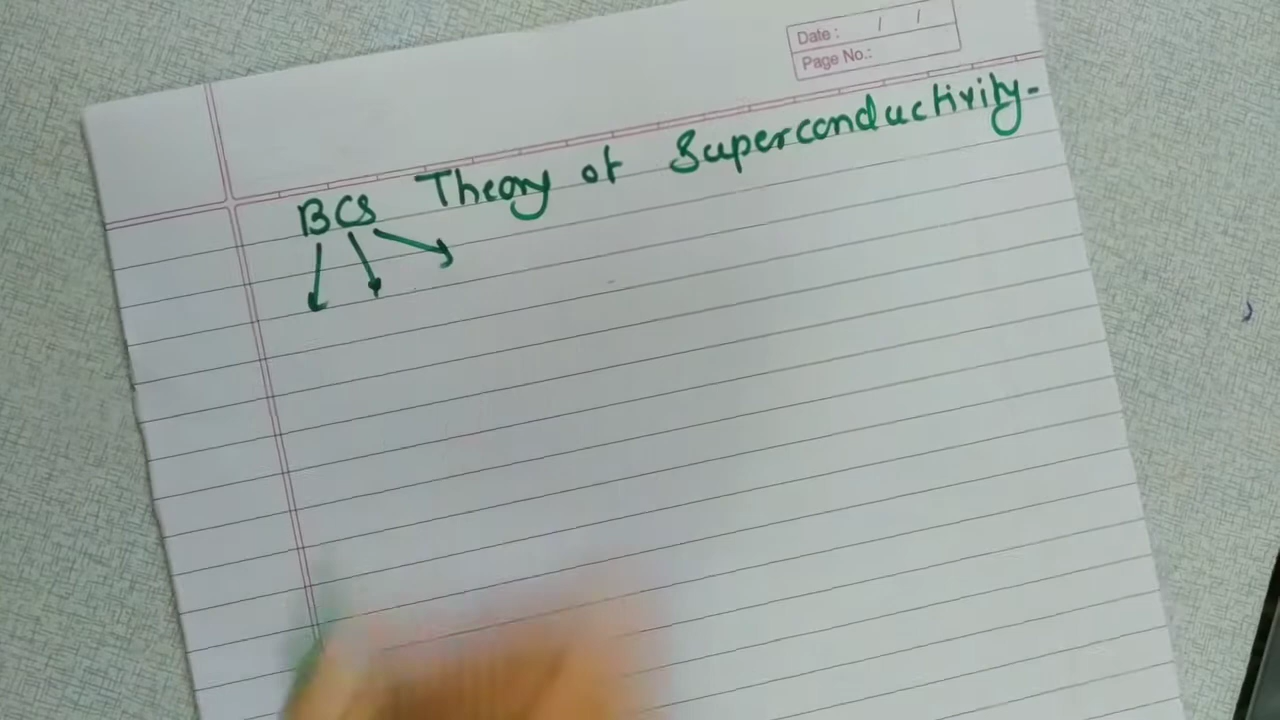 Date : / /
Page No.:
BCS Theory of Superconductivity-